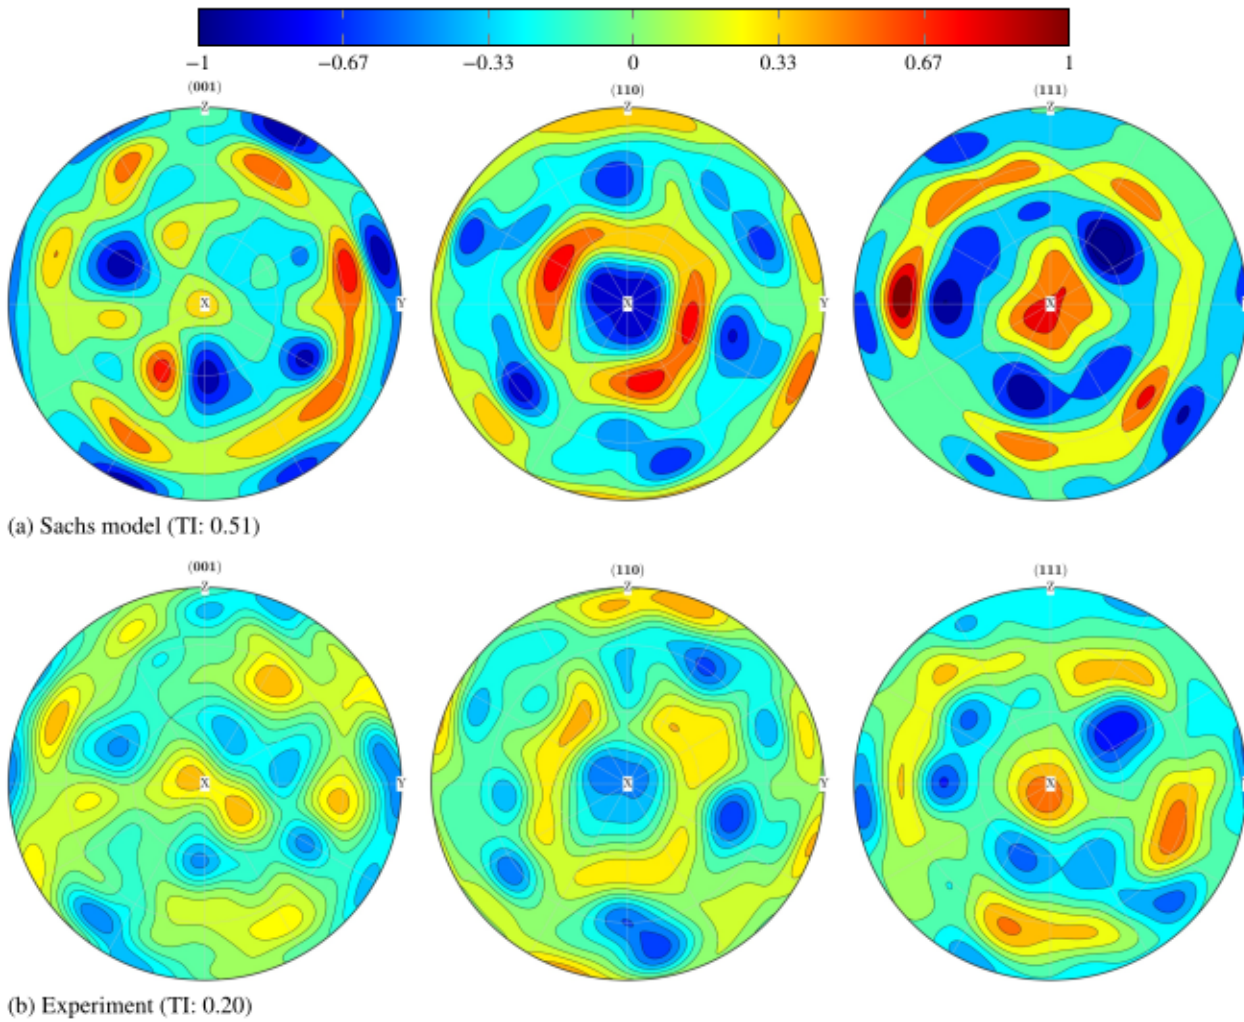 −1 −0.67 −0.33 0 0.33 0.67 1
(001) (110) (111)
Z Z Z
X Y X Y X
(a) Sachs model (TI: 0.51)
(001) (110) (111)
Z Z Z
X Y X Y X
(b) Experiment (TI: 0.20)